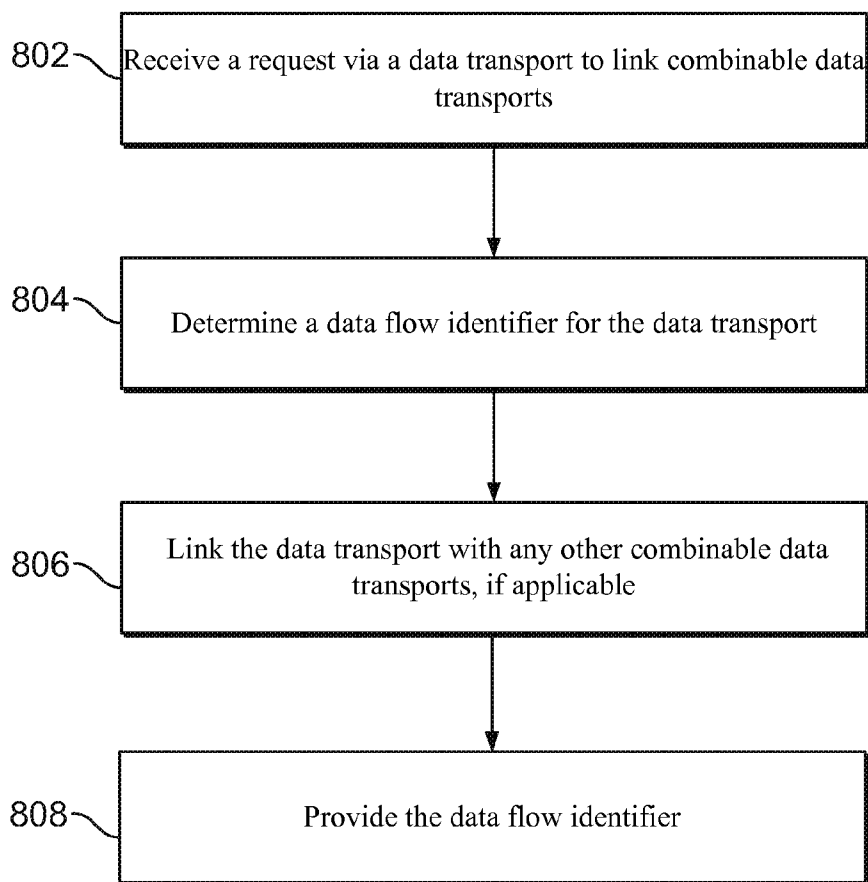 802
Receive a request via a data transport to link combinable data
transports
804
Determine a data flow identifier for the data transport
806
Link the data transport with any other combinable data
transports, if applicable
808
Provide the data flow identifier